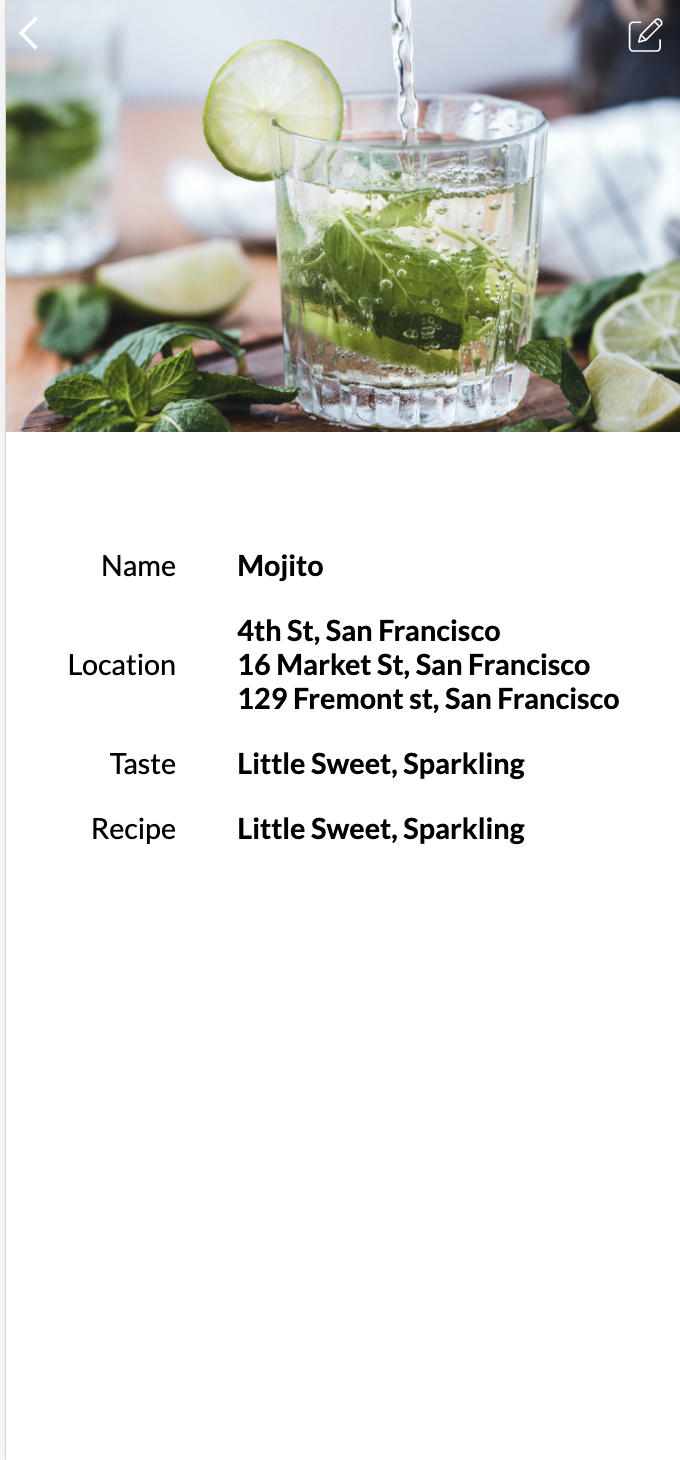 Name Mojito
4th St, San Francisco
Location 16 Market St, San Francisco
129 Fremont st, San Francisco
Taste Little Sweet, Sparkling
Recipe Little Sweet, Sparkling